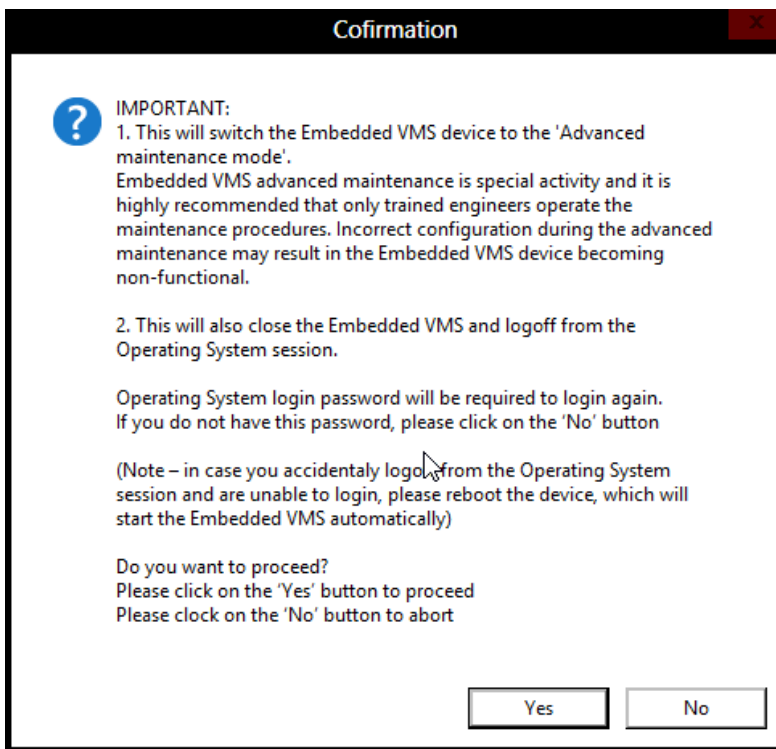 Cofirmation
IMPORTANT:
1. This will switch the Embedded VMS device to the 'Advanced
maintenance mode'.
Embedded VMS advanced maintenance is special activity and it is
highly recommended that only trained engineers operate the
maintenance procedures. Incorrect configuration during the advanced
maintenance may result in the Embedded VMS device becoming
non-functional.
2. This will also close the Embedded VMS and logoff from the
Operating System session.
Operating System login password will be required to login again.
If you do not have this password, please click on the ‘No’ button
(Note – in case you accidentaly logoff from the Operating System
session and are unable to login, please reboot the device, which will
start the Embedded VMS automatically)
Do you want to proceed?
Please click on the ‘Yes’ button to proceed
Please clock on the ‘No’ button to abort
Yes
No